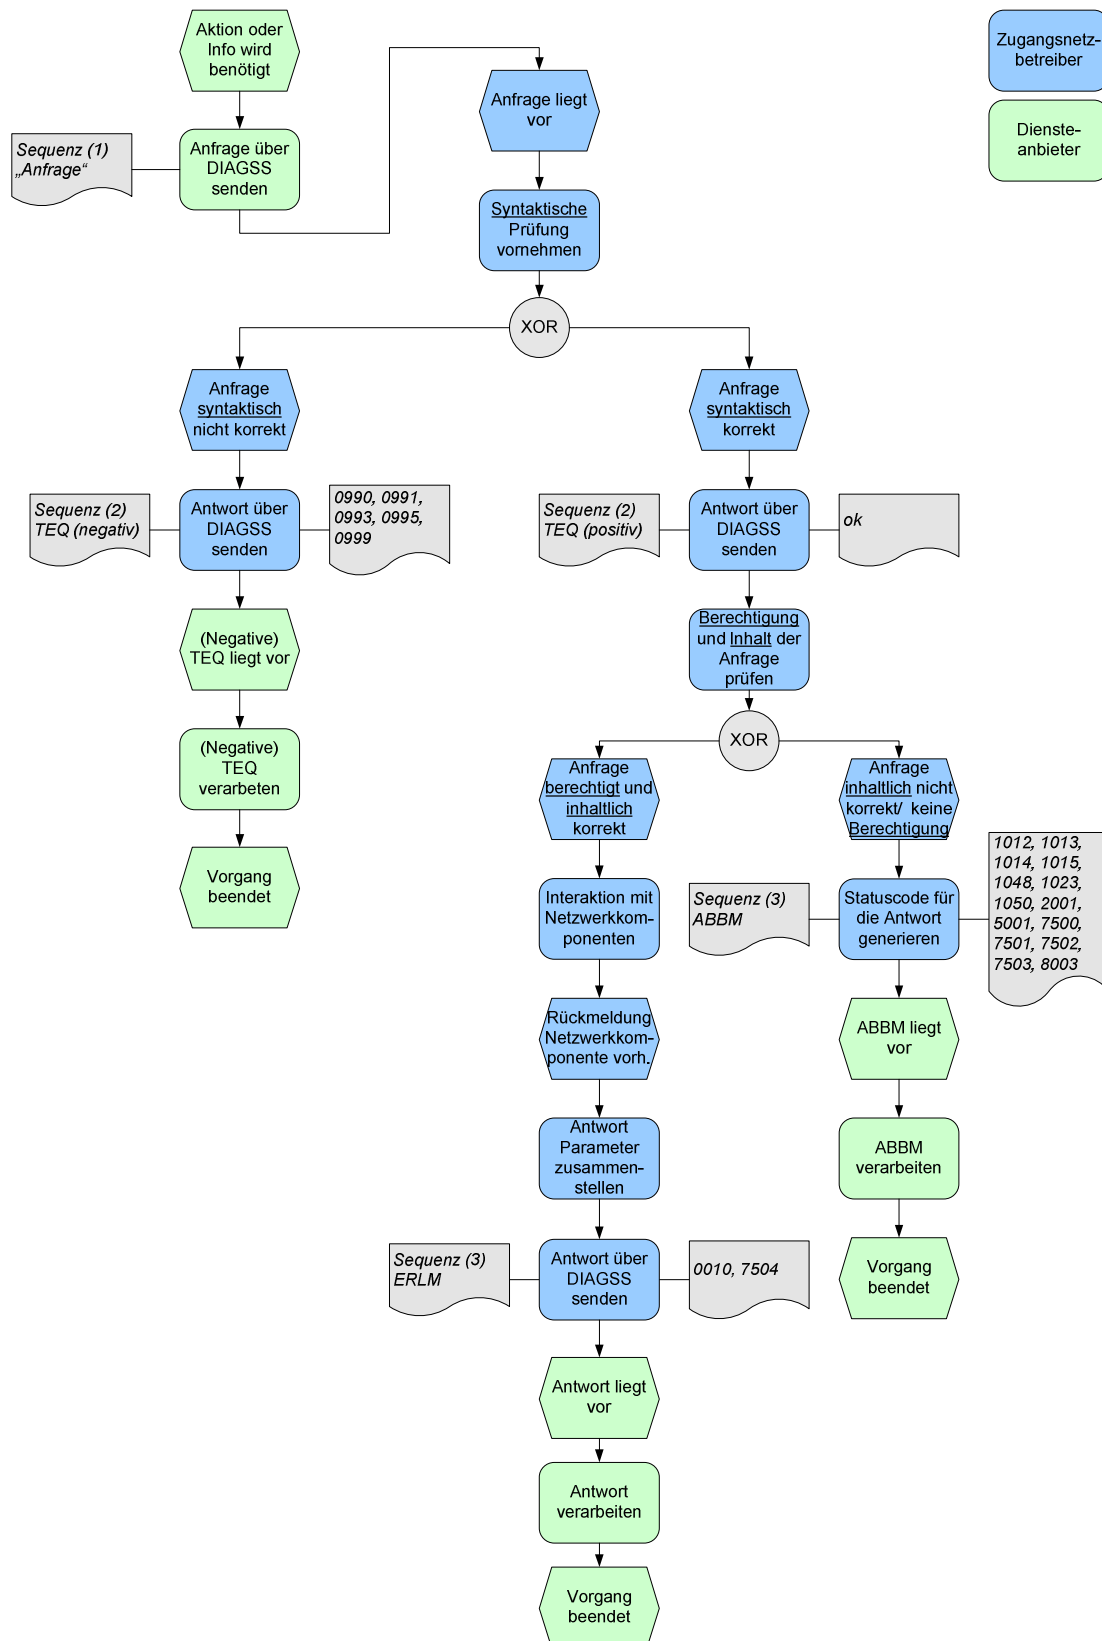 Aktion oder
Info wird
benötigt
Zugangsnetz-
betreiber
Dienste-
anbieter
Sequenz (1)
„Anfrage“
Anfrage über
DIAGSS
senden
Anfrage liegt
vor
Syntaktische
Prüfung
vornehmen
XOR
Anfrage
syntaktisch
nicht korrekt
Anfrage
syntaktisch
korrekt
Sequenz (2)
TEQ (negativ)
Antwort über
DIAGSS
senden
0990, 0991,
0993, 0995,
0999
Sequenz (2)
TEQ (positiv)
Antwort über
DIAGSS
senden
ok
(Negative)
TEQ liegt vor
Berechtigung
und Inhalt der
Anfrage
prüfen
(Negative)
TEQ
verarbeten
XOR
Vorgang
beendet
Anfrage
berechtigt und
inhaltlich
korrekt
Anfrage
inhaltlich nicht
korrekt/ keine
Berechtigung
Interaktion mit
Netzwerkkom-
ponenten
Sequenz (3)
ABBM
Statuscode für
die Antwort
generieren
1012, 1013,
1014, 1015,
1048, 1023,
1050, 2001,
5001, 7500,
7501, 7502,
7503, 8003
Rückmeldung
Netzwerkkom-
ponente vorh.
ABBM liegt
vor
Antwort
Parameter
zusammen-
stellen
ABBM
verarbeiten
Sequenz (3)
ERLM
Antwort über
DIAGSS
senden
0010, 7504
Vorgang
beendet
Antwort liegt
vor
Antwort
verarbeiten
Vorgang
beendet